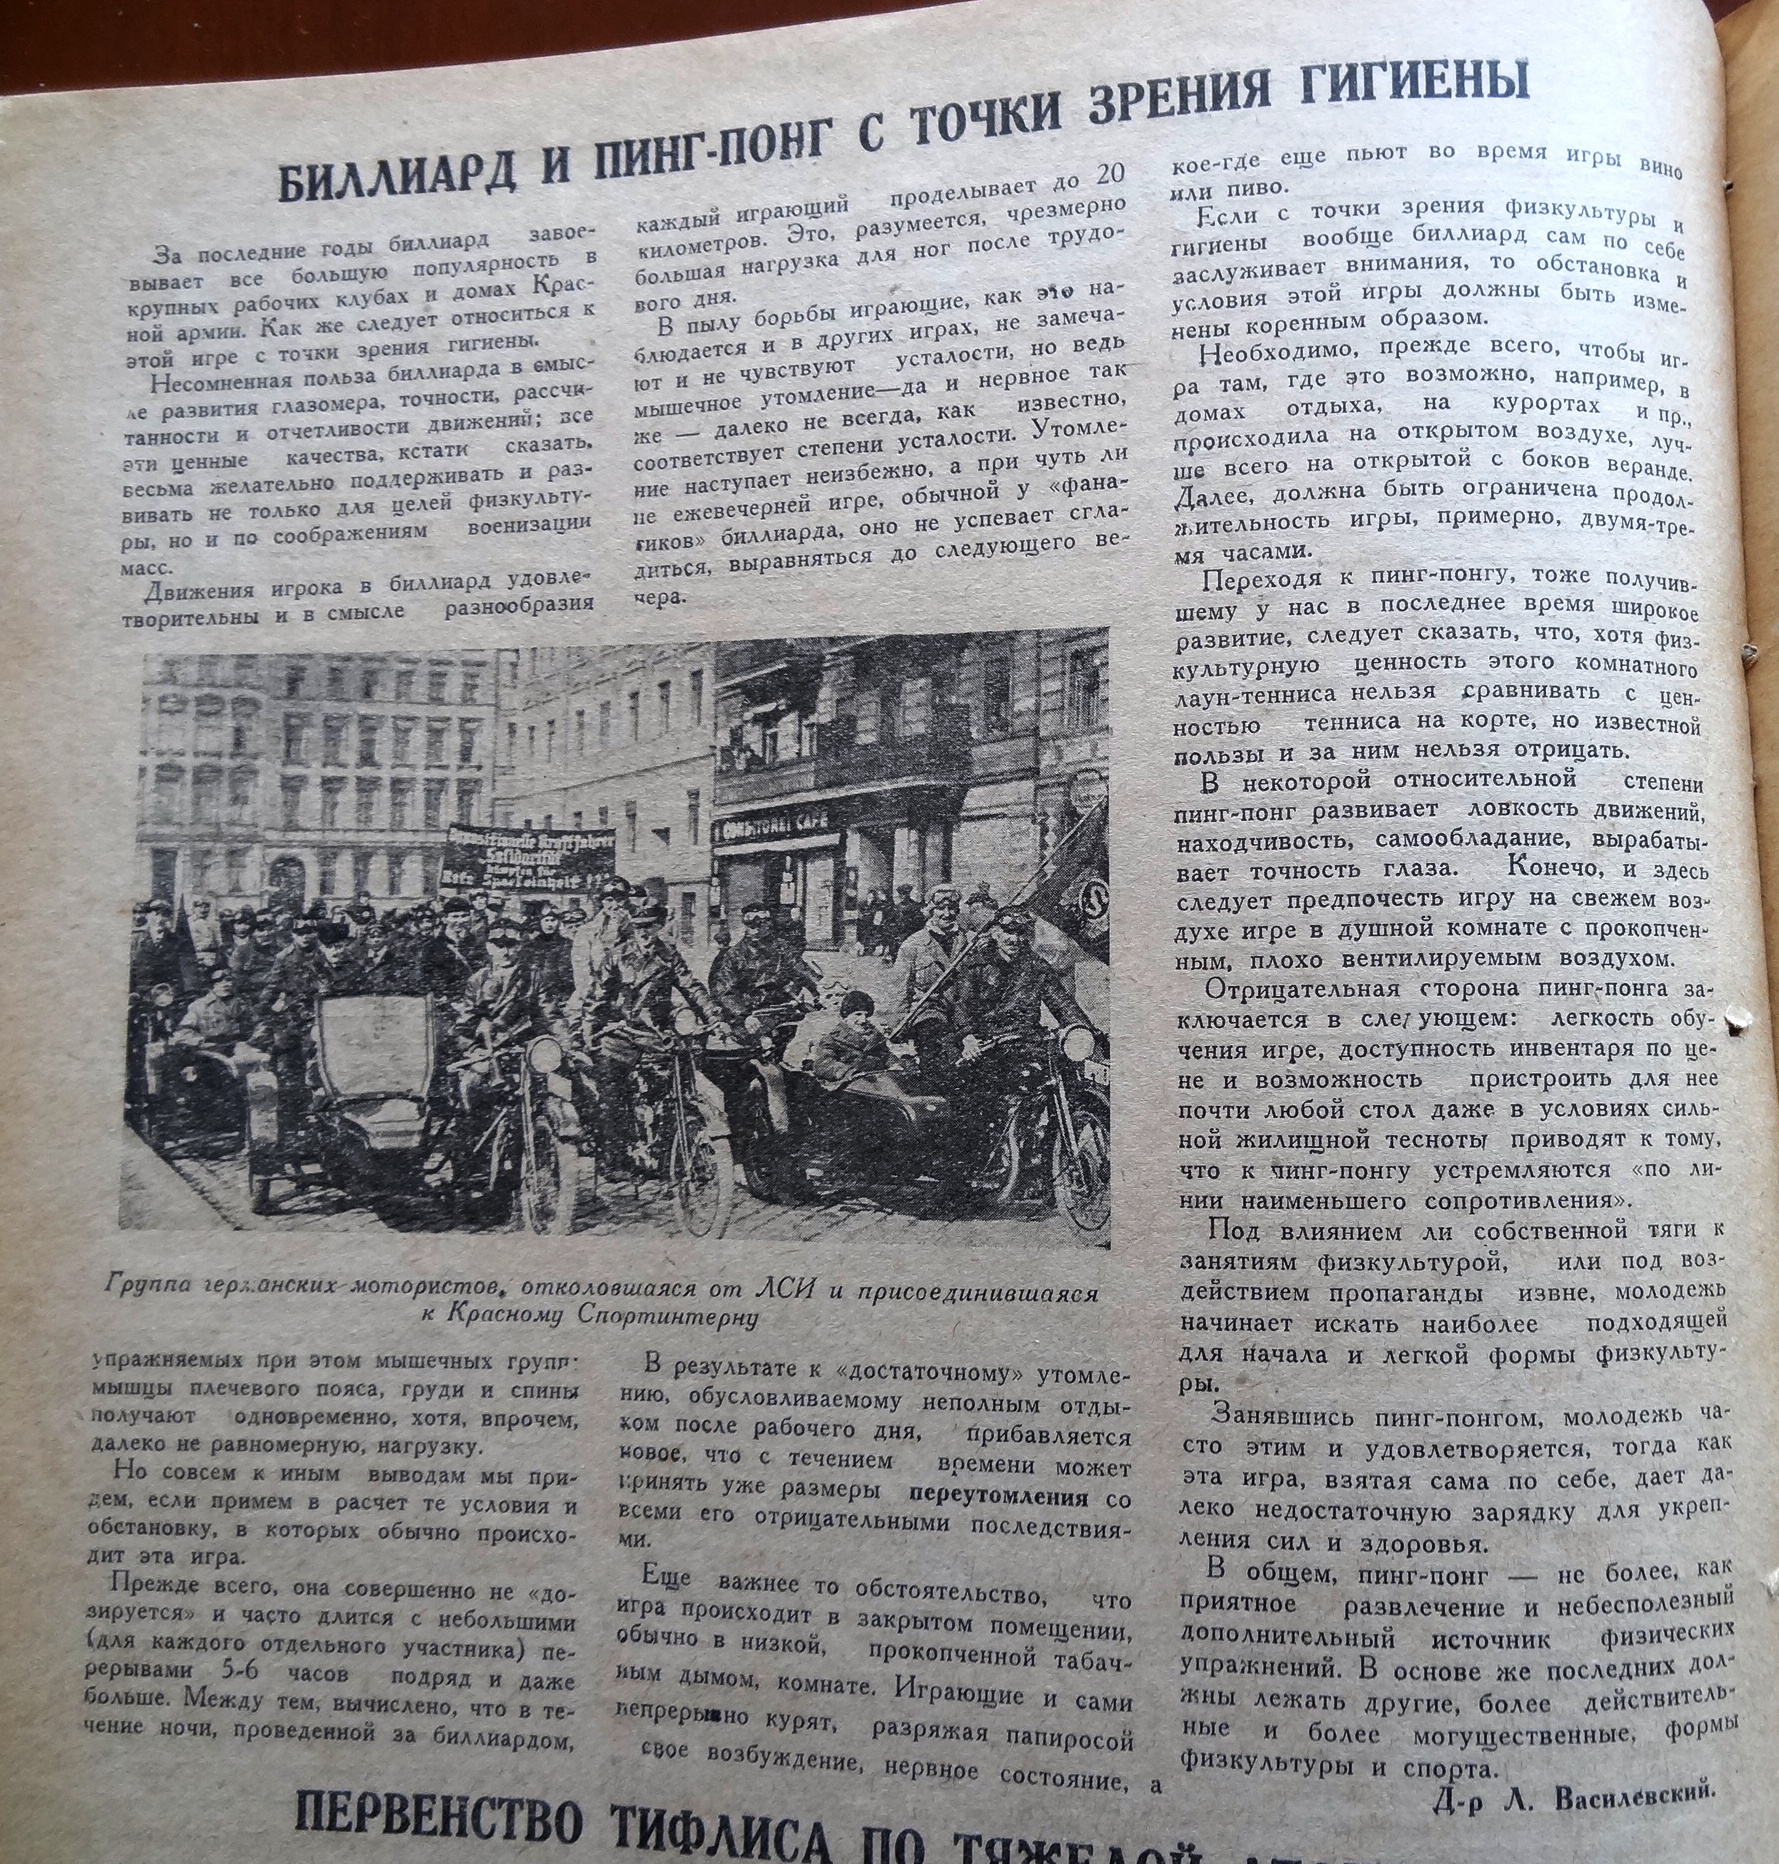 БИЛЛИАРД И ПИНГ-ПОНГ С ТОЧКИ ЗРЕНИЯ ГИГИЕНЫ
За последние годы биллиард завое-
вывает все большую популярность в
крупных рабочих клубах и домах Крас-
ной армии. Как же следует относиться к
этой игре с точки зрения гигиены.
Несомненная польза биллиарда в смыс-
ле развития глазомера, точности, рассчи-
танности и отчетливости движений; все
эти ценные качества, кстати сказать,
весьма желательно поддерживать и раз-
вивать не только для целей физкульту-
ры, но и по соображениям военизации
масс.
Движения игрока в биллиард удовле-
творительны и в смысле разнообразия
упражняемых при этом мышечных групп:
мышцы плечевого пояса, груди и спины
получают одновременно, хотя, впрочем,
далеко не равномерную, нагрузку.
Но совсем к иным выводам мы при-
дем, если примем в расчет те условия и
обстановку, в которых обычно происхо-
дит эта игра.
Прежде всего, она совершенно не «до-
зируется» и часто длится с небольшими
(для каждого отдельного участника) пе-
рерывами 5-6 часов подряд и даже
больше. Между тем, вычислено, что в те-
чение ночи, проведенной за биллиардом,
каждый играющий проделывает до 20
километров. Это, разумеется, чрезмерно
большая нагрузка для ног после трудо-
вого дня.
В пылу борьбы играющие, как это на-
блюдается и в других играх, не замеча-
ют и не чувствуют усталости, но ведь
мышечное утомление—да и нервное так
же — далеко не всегда, как известно,
соответствует степени усталости. Утомле-
ние наступает неизбежно, а при чуть ли
не ежевечерней игре, обычной у «фана-
тиков» биллиарда, оно не успевает сгла-
диться, выравняться до следующего ве-
чера.
CONDITOREI CAFE
Oppositionelle Kraftfahrer
Solidarität
Rote Sporteinheit !!
Группа германских мотористов, отколовшаяся от ЛСИ и присоединившаяся
к Красному Спортинтерну
В результате к «достаточному» утомле-
нию, обусловливаемому неполным отды-
ком после рабочего дня, прибавляется
новое, что с течением времени может
принять уже размеры переутомления со
всеми его отрицательными последствия-
ми.
Еще важнее то обстоятельство, что
игра происходит в закрытом помещении,
обычно в низкой, прокопченной табач-
ным дымом, комнате. Играющие и сами
непрерывно курят, разряжая папиросой
свое возбуждение, нервное состояние, а
кое-где еще пьют во время игры вино
или пиво.
Если с точки зрения физкультуры и
гигиены вообще биллиард сам по себе
заслуживает внимания, то обстановка и
условия этой игры должны быть изме-
нены коренным образом.
Необходимо, прежде всего, чтобы иг-
ра там, где это возможно, например, в
домах отдыха, на курортах и пр.,
происходила на открытом воздухе, луч-
ше всего на открытой с боков веранде.
Далее, должна быть ограничена продол-
жительность игры, примерно, двумя-тре-
мя часами.
Переходя к пинг-понгу, тоже получив-
шему у нас в последнее время широкое
развитие, следует сказать, что, хотя физ-
культурную ценность этого комнатного
лаун-тенниса нельзя сравнивать с цен-
ностью тенниса на корте, но известной
пользы и за ним нельзя отрицать.
В некоторой относительной степени
пинг-понг развивает ловкость движений,
находчивость, самообладание, вырабаты-
вает точность глаза. Конечо, и здесь
следует предпочесть игру на свежем воз-
духе игре в душной комнате с прокопчен-
ным, плохо вентилируемым воздухом.
Отрицательная сторона пинг-понга за-
ключается в следующем: легкость обу-
чения игре, доступность инвентаря по це-
не и возможность пристроить для нее
почти любой стол даже в условиях силь-
ной жилищной тесноты приводят к тому,
что к пинг-понгу устремляются «по ли-
нии наименьшего сопротивления».
Под влиянием ли собственной тяги к
занятиям физкультурой, или под воз-
действием пропаганды извне, молодежь
начинает искать наиболее подходящей
для начала и легкой формы физкульту-
ры.
Занявшись пинг-понгом, молодежь ча-
сто этим и удовлетворяется, тогда как
эта игра, взятая сама по себе, дает да-
леко недостаточную зарядку для укреп-
ления сил и здоровья.
В общем, пинг-понг — не более, как
приятное развлечение и небесполезный
дополнительный источник физических
упражнений. В основе же последних дол-
жны лежать другие, более действитель-
ные и более могущественные, формы
физкультуры и спорта.
Д-р Л. Василевский.
ПЕРВЕНСТВО ТИФЛИСА ПО ТЯЖЕЛОЙ